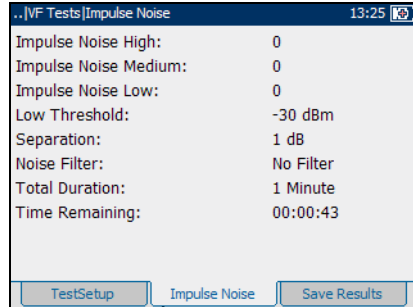 ..|VF Tests|Impulse Noise 13:25
Impulse Noise High: 0
Impulse Noise Medium: 0
Impulse Noise Low: 0
Low Threshold: -30 dBm
Separation: 1 dB
Noise Filter: No Filter
Total Duration: 1 Minute
Time Remaining: 00:00:43
TestSetup Impulse Noise Save Results